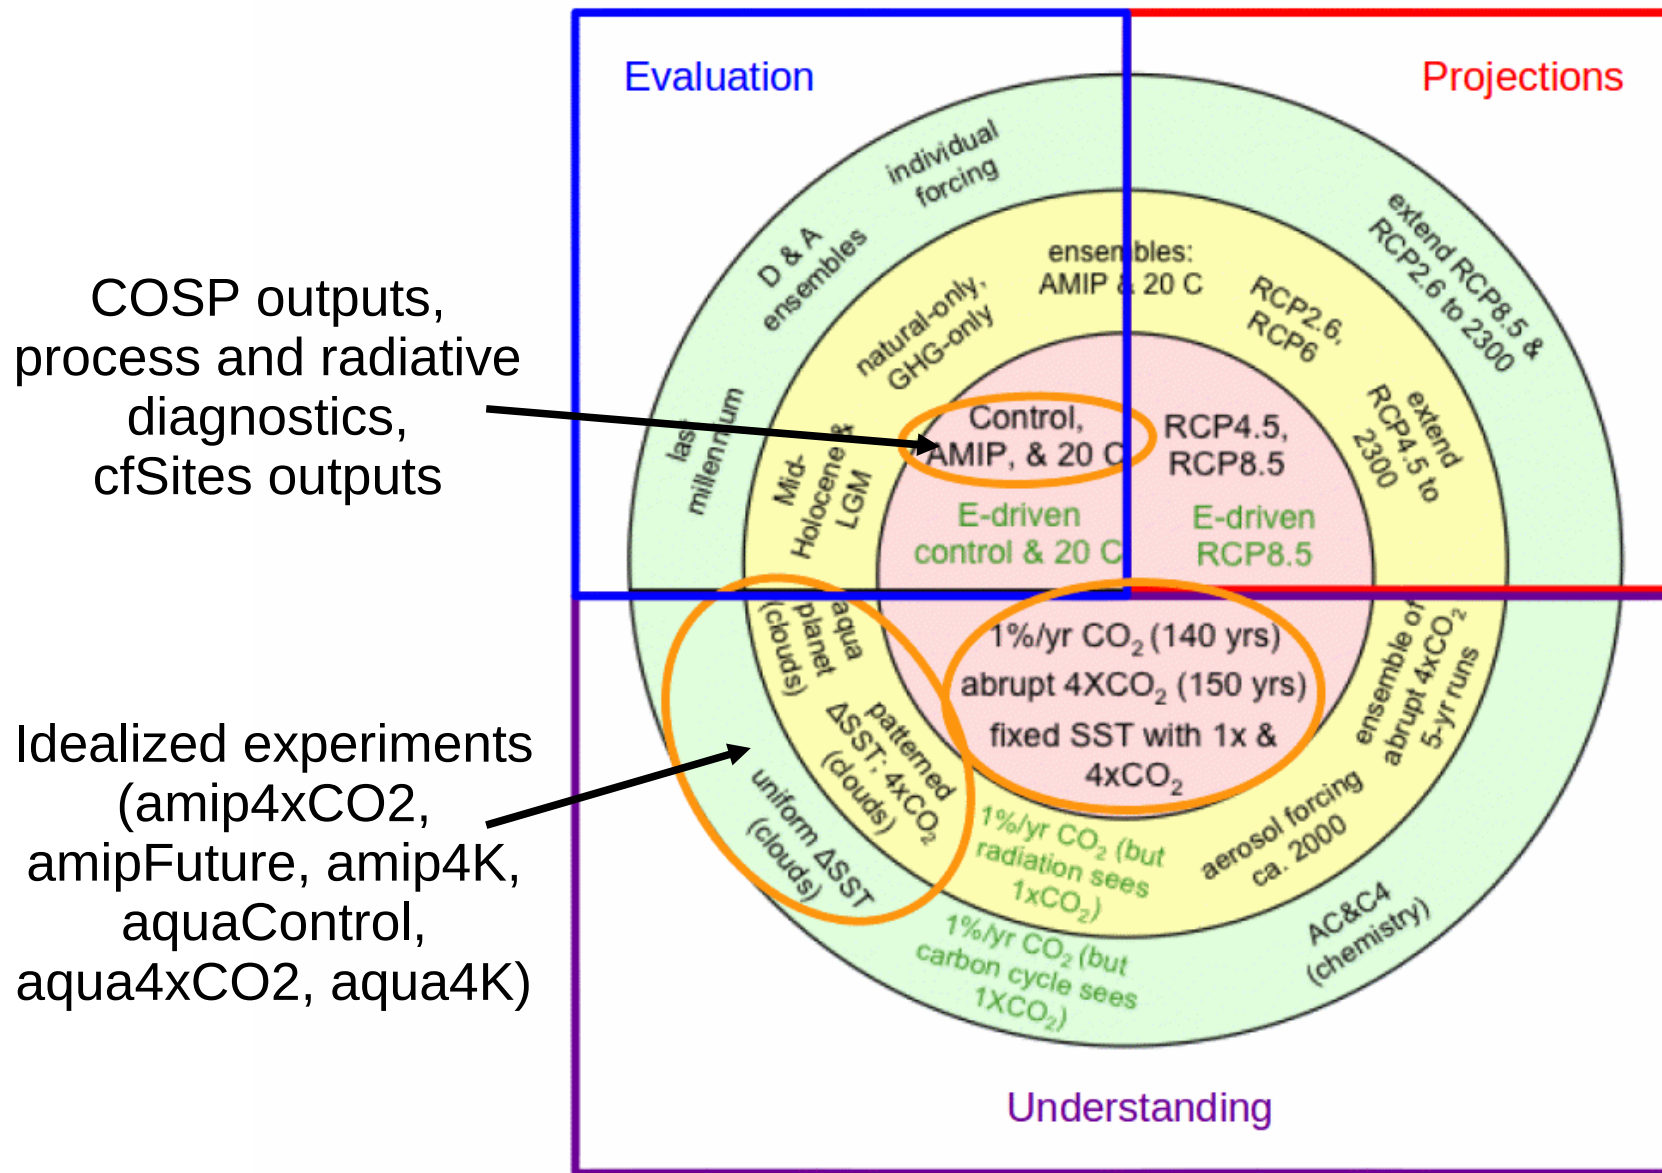 Evaluation
Projections
individual
forcing
D & A
ensembles
last
millennium
extend RCP8.5 &
RCP2.6 to 2300
ensembles:
AMIP & 20 C
natural-only,
GHG-only
Mid-
Holocene &
LGM
RCP2.6,
RCP6
extend
RCP4.5 to
2300
Control,
AMIP, & 20 C
E-driven
control & 20 C
RCP4.5,
RCP8.5
E-driven
RCP8.5
COSP outputs,
process and radiative
diagnostics,
cfSites outputs
Idealized experiments
(amip4xCO2,
amipFuture, amip4K,
aquaControl,
aqua4xCO2, aqua4K)
1%/yr CO₂ (140 yrs)
abrupt 4XCO₂ (150 yrs)
fixed SST with 1x &
4xCO₂
aqua
planet
(clouds)
patterned
ΔSST: 4xCO₂
(clouds)
uniform ΔSST
(clouds)
1%/yr CO₂ (but
radiation sees
1xCO₂)
1%/yr CO₂ (but
carbon cycle sees
1XCO₂)
ensemble of
abrupt 4xCO₂
5-yr runs
aerosol forcing
ca. 2000
AC&C4
(chemistry)
Understanding